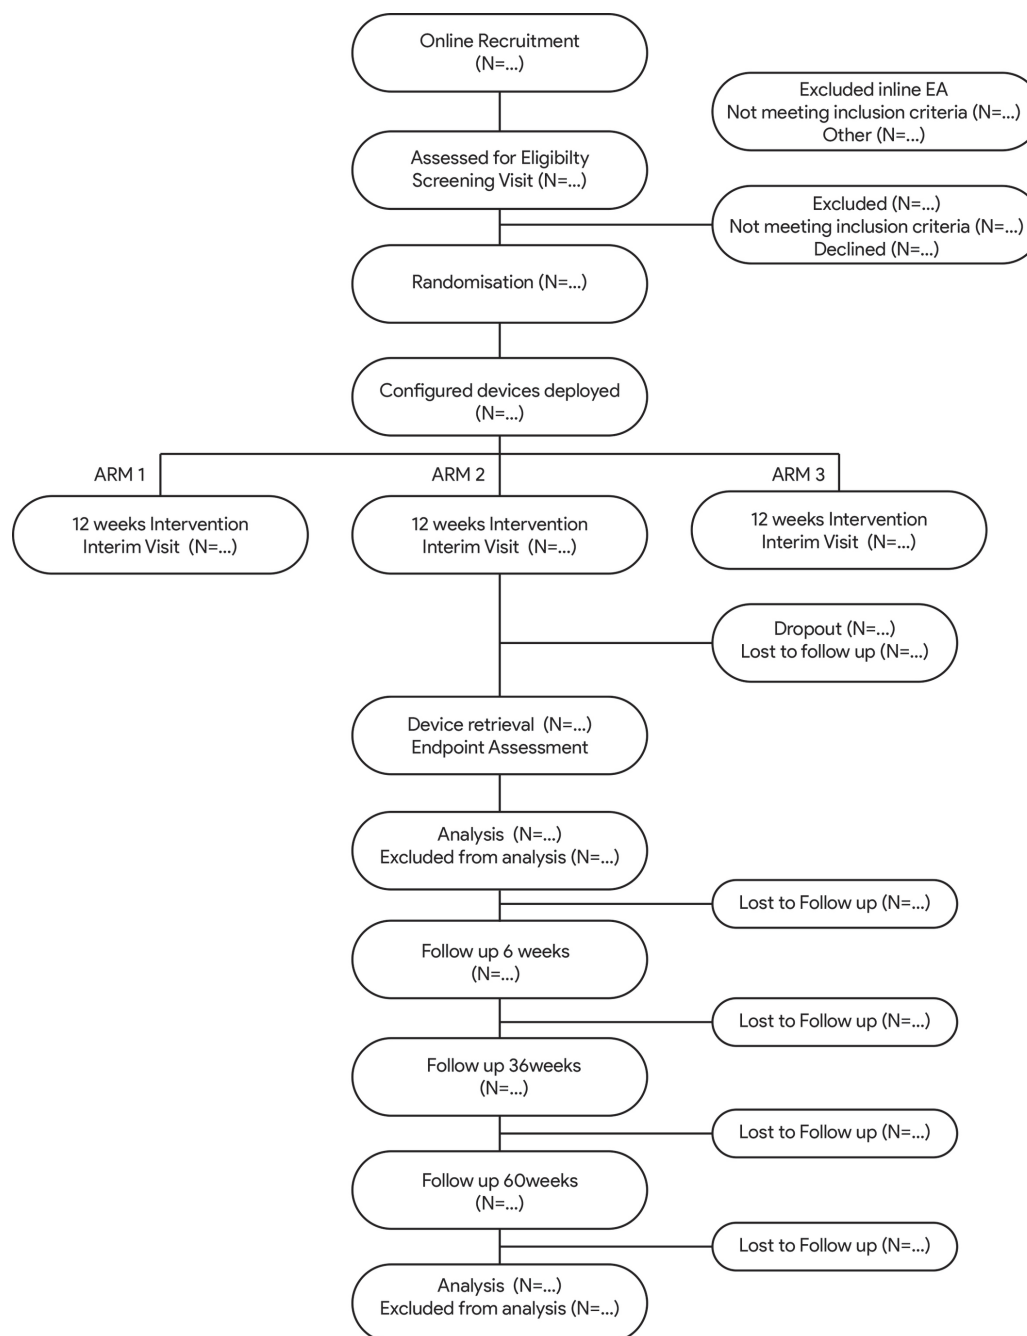 Online Recruitment
(N=...)
Excluded inline EA
Not meeting inclusion criteria (N=...)
Other (N=...)
Assessed for Eligibilty
Screening Visit (N=...)
Excluded (N=...)
Not meeting inclusion criteria (N=...)
Declined (N=...)
Randomisation (N=...)
Configured devices deployed
(N=...)
ARM 1
ARM 2
ARM 3
12 weeks Intervention
Interim Visit (N=...)
12 weeks Intervention
Interim Visit (N=...)
12 weeks Intervention
Interim Visit (N=...)
Dropout (N=...)
Lost to follow up (N=...)
Device retrieval (N=...)
Endpoint Assessment
Analysis (N=...)
Excluded from analysis (N=...)
Lost to Follow up (N=...)
Follow up 6 weeks
(N=...)
Lost to Follow up (N=...)
Follow up 36weeks
(N=...)
Lost to Follow up (N=...)
Follow up 60weeks
(N=...)
Lost to Follow up (N=...)
Analysis (N=...)
Excluded from analysis (N=...)